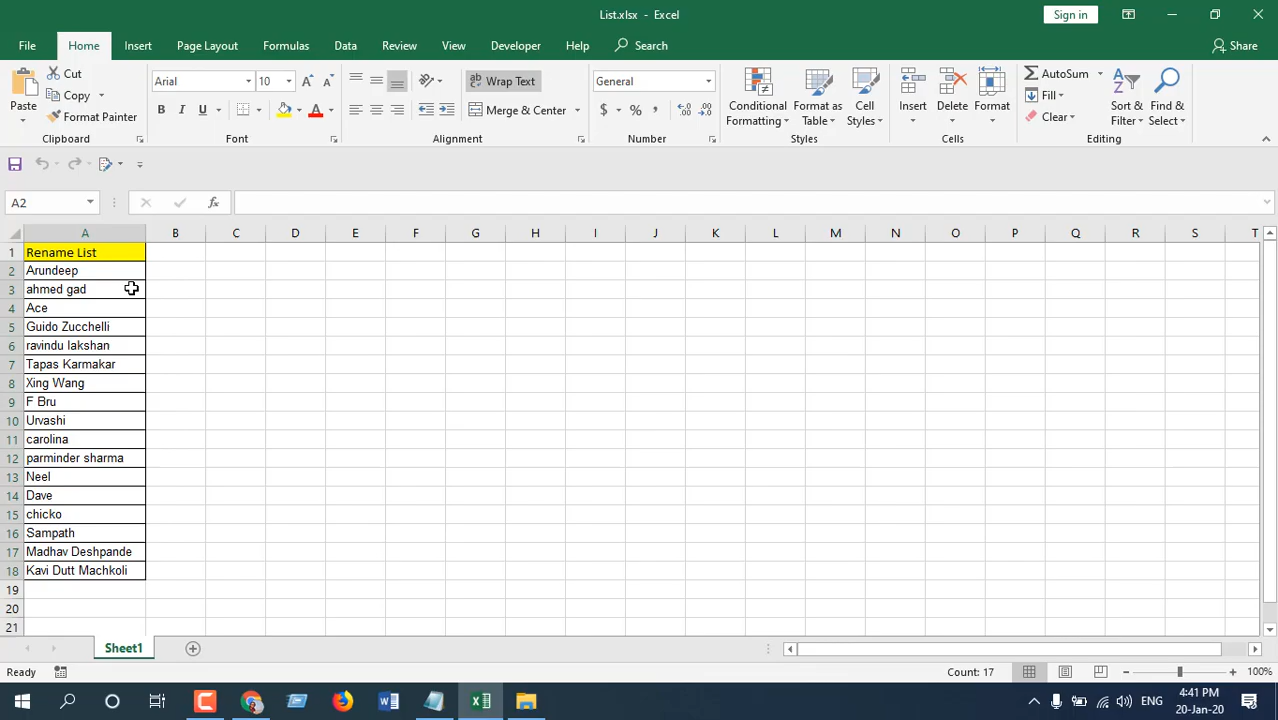 List.xlsx - Excel
Sign in
File Home Insert Page Layout Formulas Data Review View Developer Help Search Share
Paste
Cut
Copy
Format Painter
Clipboard
Arial 10
B I U
Font
Wrap Text
Merge & Center
Alignment
General
$ % ,
Number
Conditional Formatting
Format as Table
Cell Styles
Styles
Insert
Delete
Format
Cells
AutoSum
Fill
Clear
Sort & Filter
Find & Select
Editing
A2
fx
A B C D E F G H I J K L M N O P Q R S T
1 Rename List
2 Arundeep
3 ahmed gad
4 Ace
5 Guido Zucchelli
6 ravindu lakshan
7 Tapas Karmakar
8 Xing Wang
9 F Bru
10 Urvashi
11 carolina
12 parminder sharma
13 Neel
14 Dave
15 chicko
16 Sampath
17 Madhav Deshpande
18 Kavi Dutt Machkoli
19
20
21
Sheet1
Ready
Count: 17
100%
ENG
4:41 PM
20-Jan-20